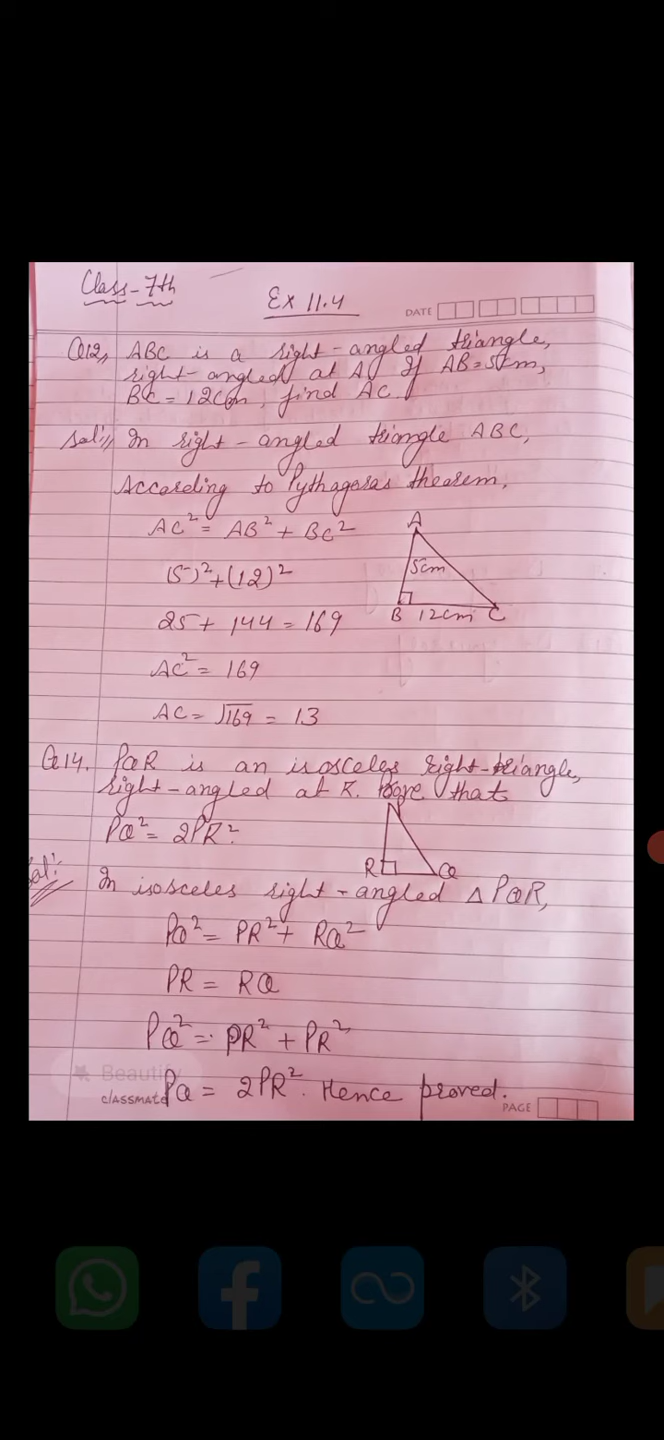 Class-7th
Ex 11.4
DATE
Q12, ABC is a right-angled triangle,
right-angled at A. If AB=5cm,
BC = 12cm, find AC.
Sol:,, In right-angled triangle ABC,
According to Pythagoras theorem,
AC² = AB² + BC²
(5)²+(12)²
25 + 144 = 169
AC² = 169
AC = √169 = 13
A
5cm
B 12cm C
Q14. PQR is an isosceles right-triangle,
right-angled at R. that
PQ² = 2PR².
R Q
Sol:
In isosceles right-angled △PQR,
PQ² = PR² + RQ²
PR = RQ
PQ² = PR² + PR²
PQ = 2PR². Hence proved.
classmate
PAGE